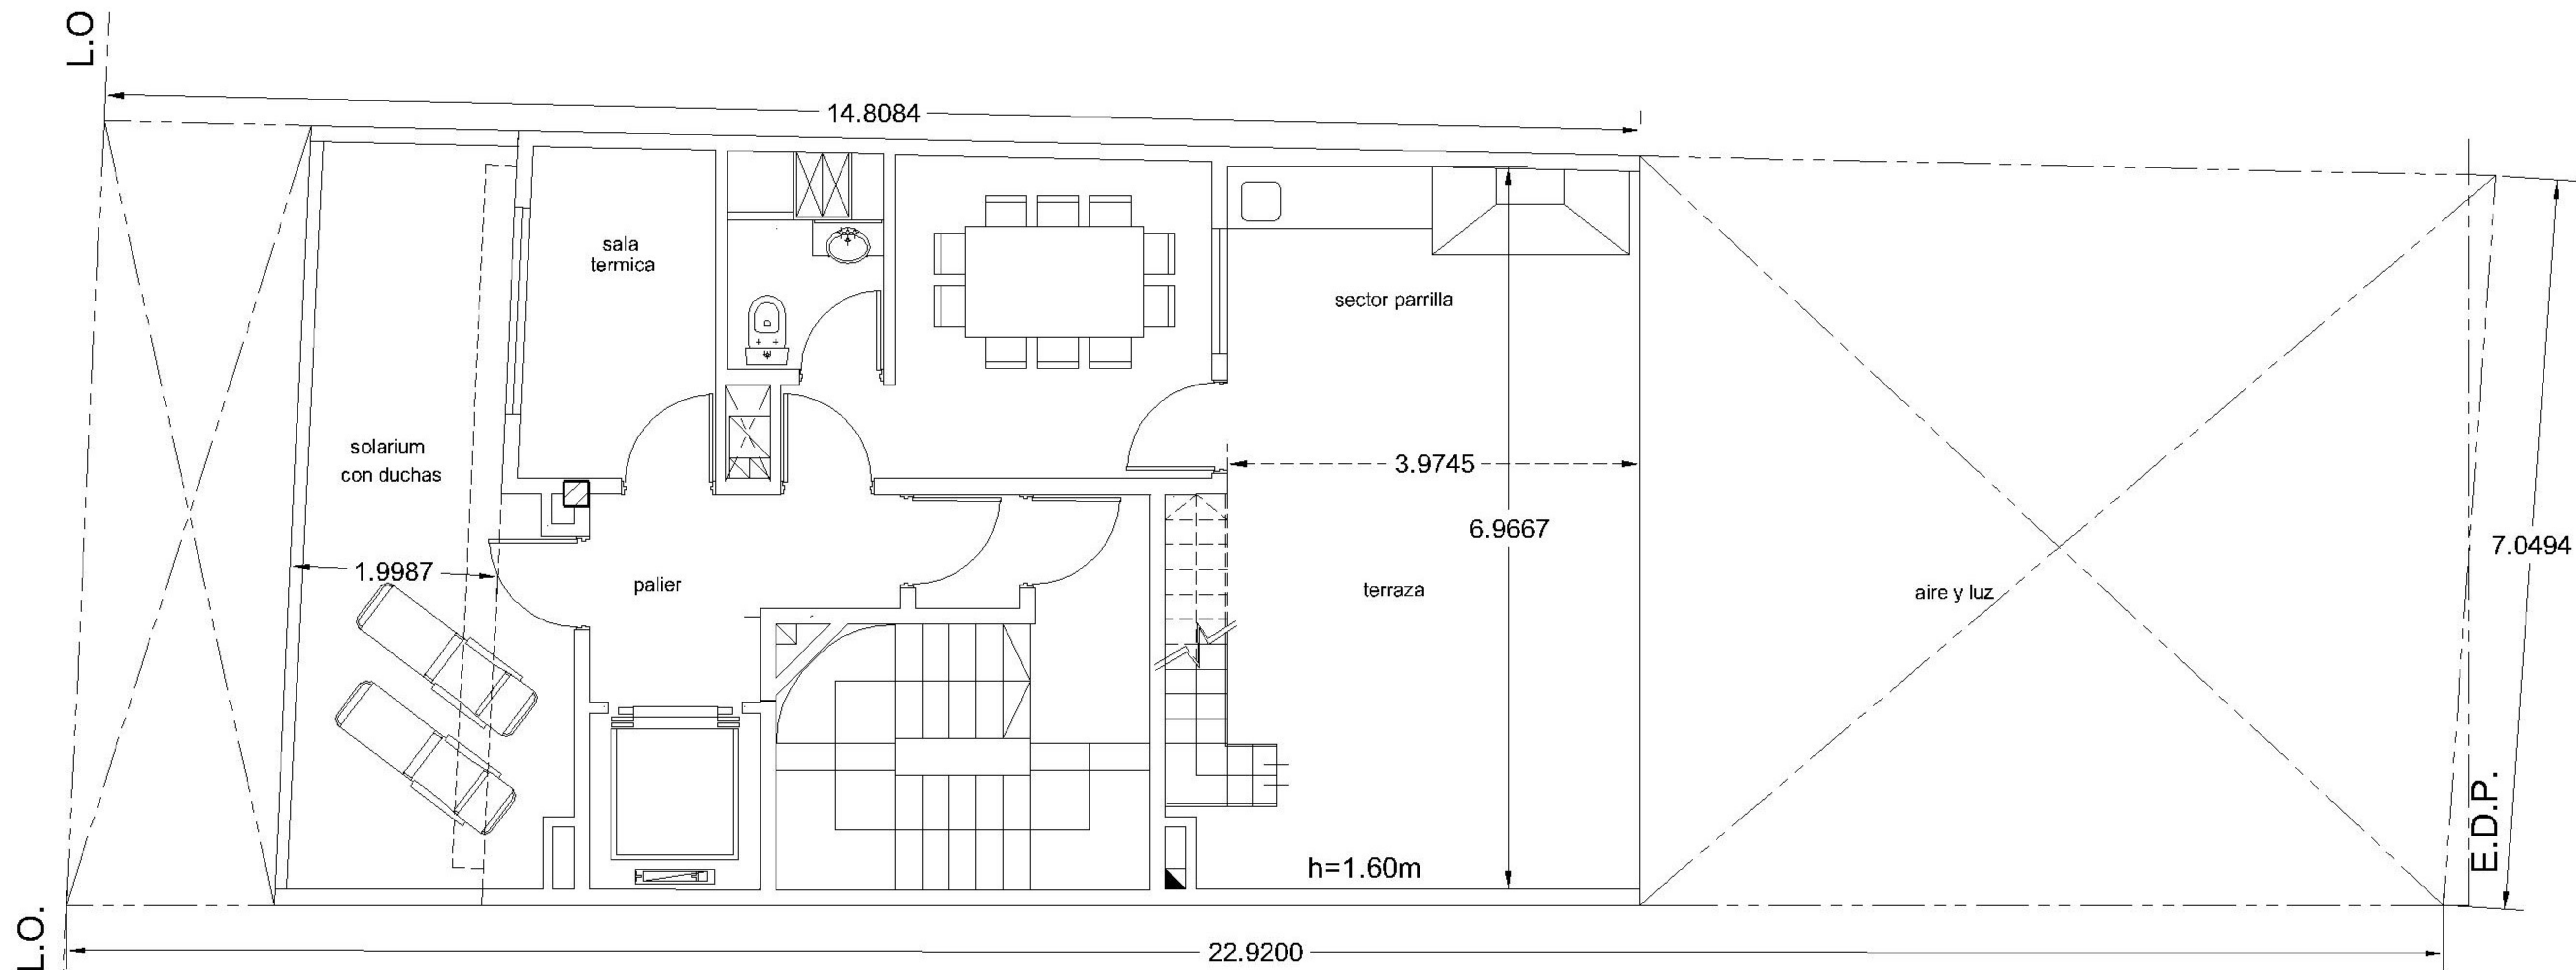 L.O
14.8084
sala
termica
sector parrilla
solarium
con duchas
3.9745
6.9667
7.0494
1.9987
palier
terraza
aire y luz
E.D.P.
h=1.60m
L.O.
22.9200